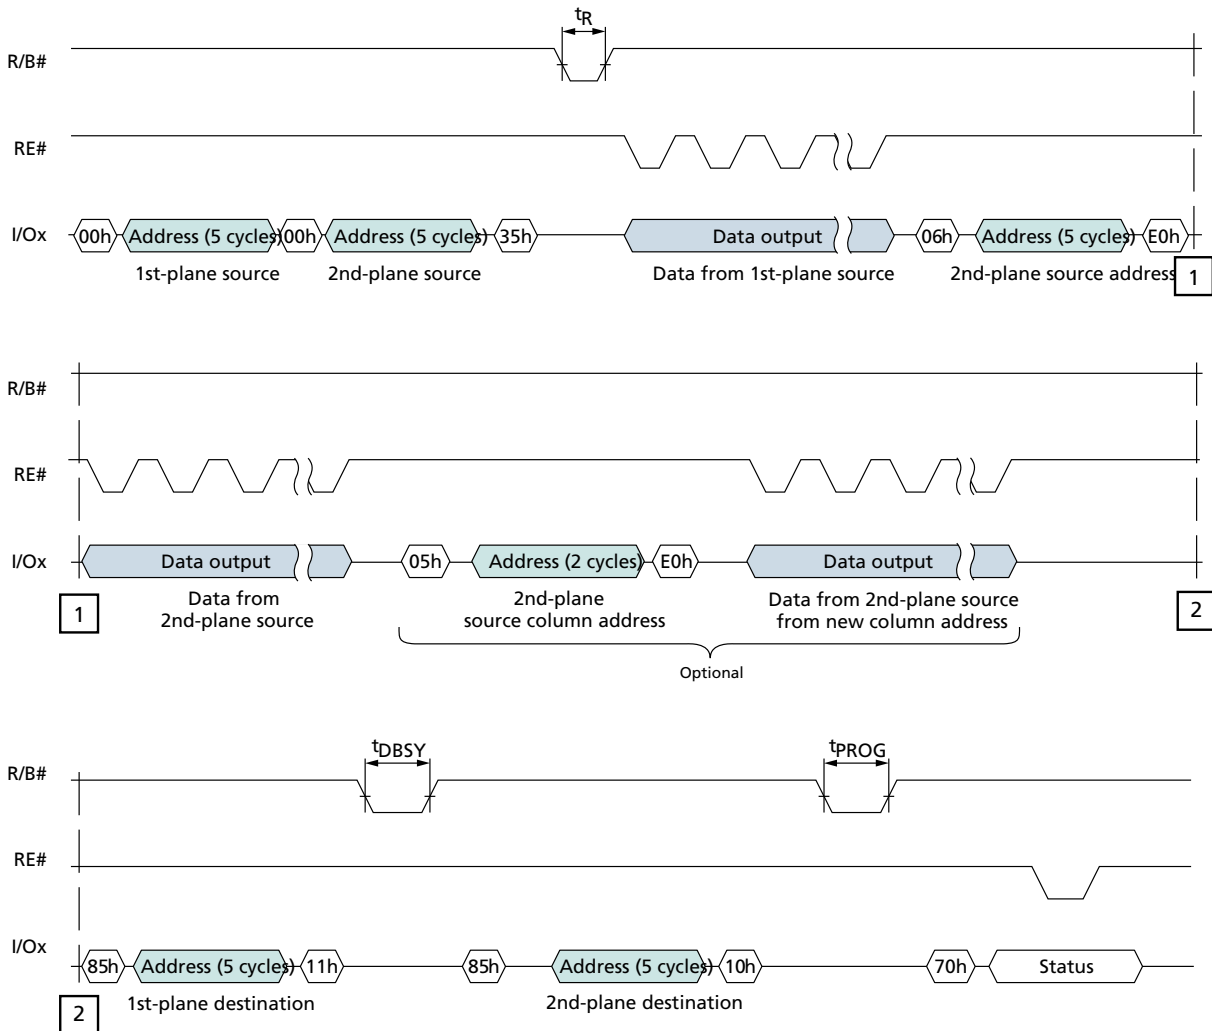 tR
R/B#
RE#
I/Ox
00h Address (5 cycles) 00h Address (5 cycles) 35h Data output 06h Address (5 cycles) E0h
1st-plane source 2nd-plane source Data from 1st-plane source 2nd-plane source address
1
R/B#
RE#
I/Ox
Data output 05h Address (2 cycles) E0h Data output
1
Data from
2nd-plane source
2nd-plane
source column address
Data from 2nd-plane source
from new column address
2
Optional
tDBSY tPROG
R/B#
RE#
I/Ox
85h Address (5 cycles) 11h 85h Address (5 cycles) 10h 70h Status
1st-plane destination 2nd-plane destination
2